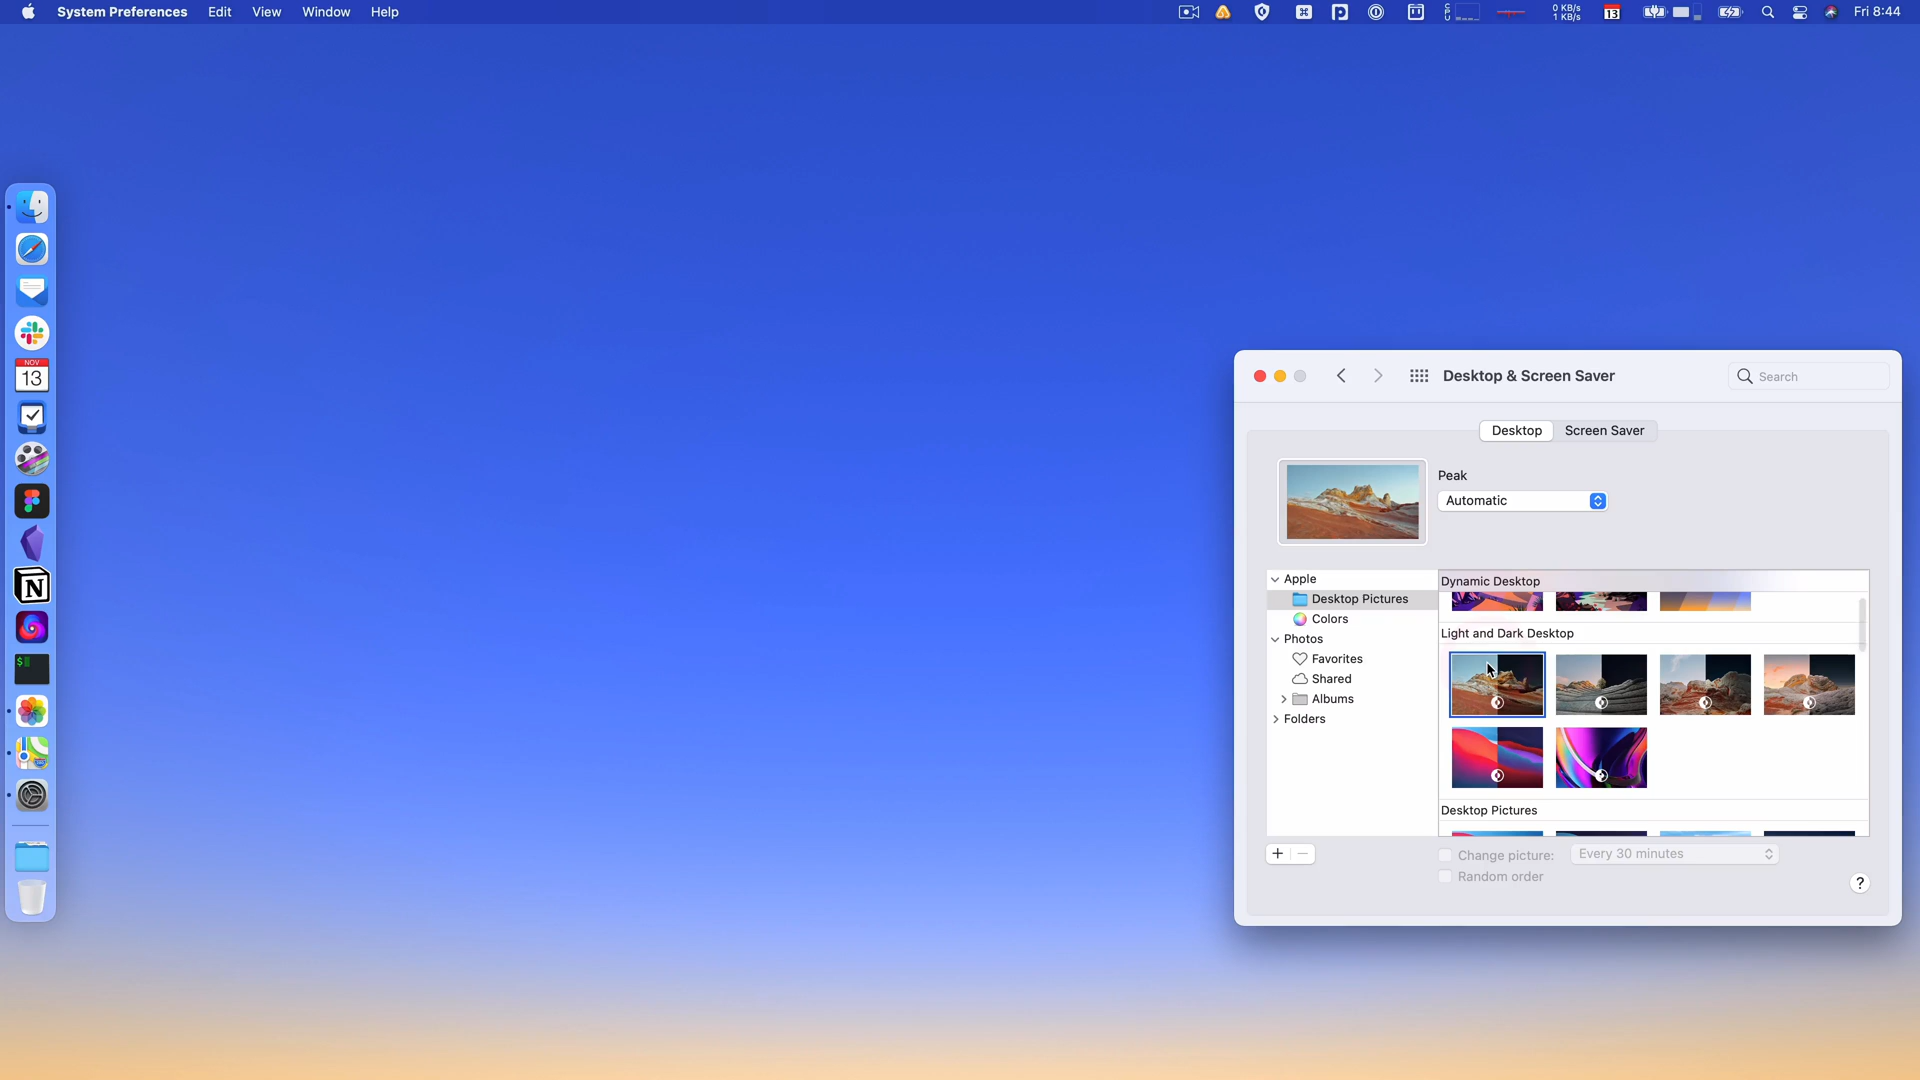 System Preferences Edit View Window Help
CPU
0 KB/s
1 KB/s
13
Fri 8:44
NOV
13
N
$
Desktop & Screen Saver
Search
Desktop Screen Saver
Peak
Automatic
Apple
Desktop Pictures
Colors
Photos
Favorites
Shared
Albums
Folders
Dynamic Desktop
Light and Dark Desktop
Desktop Pictures
+ −
Change picture: Every 30 minutes
Random order
?